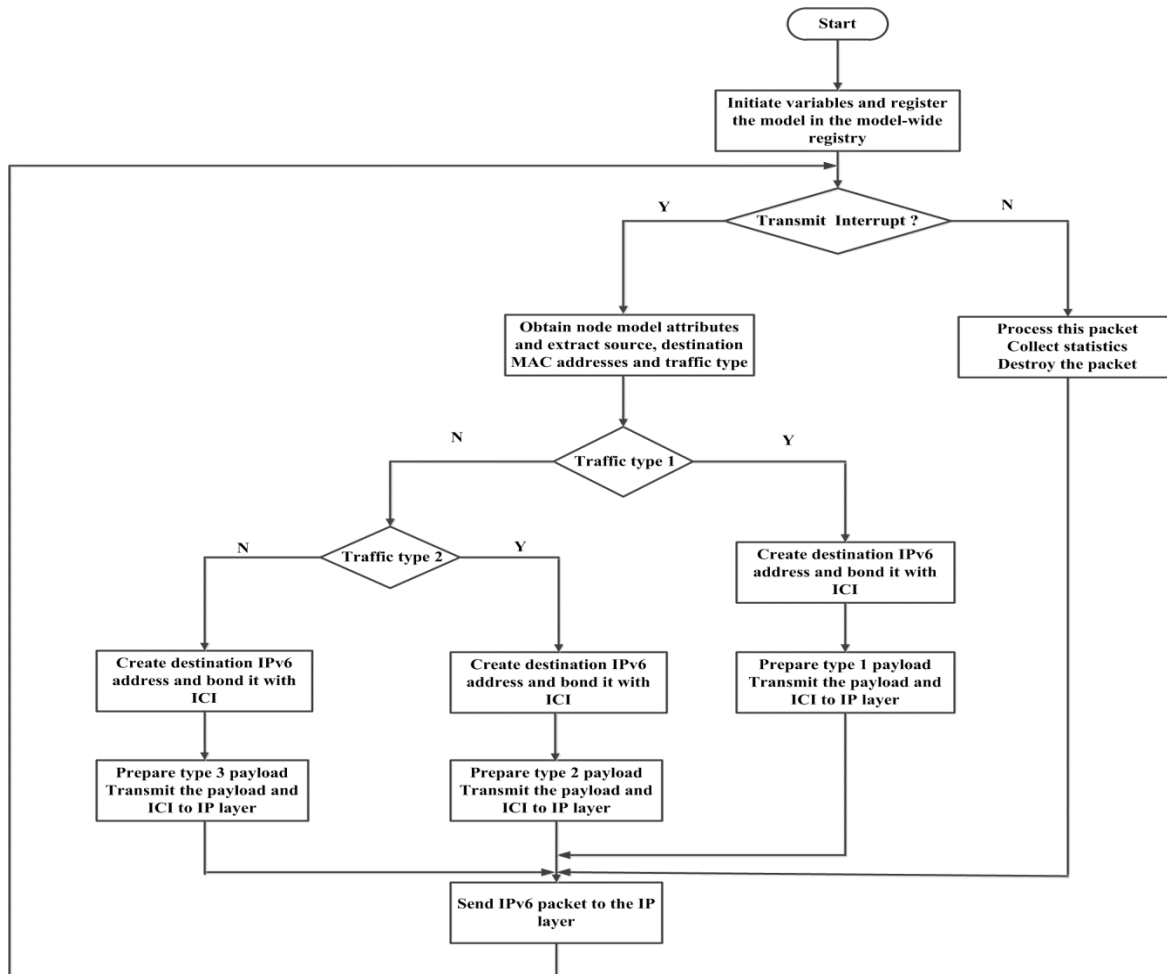 Start
Initiate variables and register
the model in the model-wide
registry
Transmit Interrupt ?
Y
N
Obtain node model attributes
and extract source, destination
MAC addresses and traffic type
Process this packet
Collect statistics
Destroy the packet
Traffic type 1
N
Y
Traffic type 2
N
Y
Create destination IPv6
address and bond it with
ICI
Create destination IPv6
address and bond it with
ICI
Create destination IPv6
address and bond it with
ICI
Prepare type 1 payload
Transmit the payload and
ICI to IP layer
Prepare type 3 payload
Transmit the payload and
ICI to IP layer
Prepare type 2 payload
Transmit the payload and
ICI to IP layer
Send IPv6 packet to the IP
layer